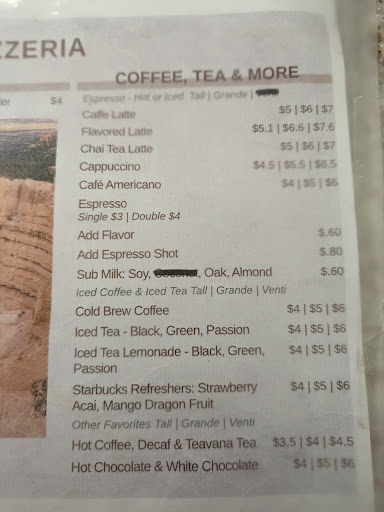 ZZERIA
COFFEE, TEA & MORE
ter $4
Espresso - Hot or Iced Tall | Grande |
Caffe Latte $5 | $6 | $7
Flavored Latte $5.1 | $6.6 | $7.6
Chai Tea Latte $5 | $6 | $7
Cappuccino $4.5 | $5.5 | $6.5
Café Americano $4 | $5 | $6
Espresso
Single $3 | Double $4
Add Flavor $.60
Add Espresso Shot $.80
Sub Milk: Soy, , Oak, Almond $.60
Iced Coffee & Iced Tea Tall | Grande | Venti
Cold Brew Coffee $4 | $5 | $6
Iced Tea - Black, Green, Passion $4 | $5 | $6
Iced Tea Lemonade - Black, Green, $4 | $5 | $6
Passion
Starbucks Refreshers: Strawberry $4 | $5 | $6
Acai, Mango Dragon Fruit
Other Favorites Tall | Grande | Venti
Hot Coffee, Decaf & Teavana Tea $3.5 | $4 | $4.5
Hot Chocolate & White Chocolate $4 | $5 | $6